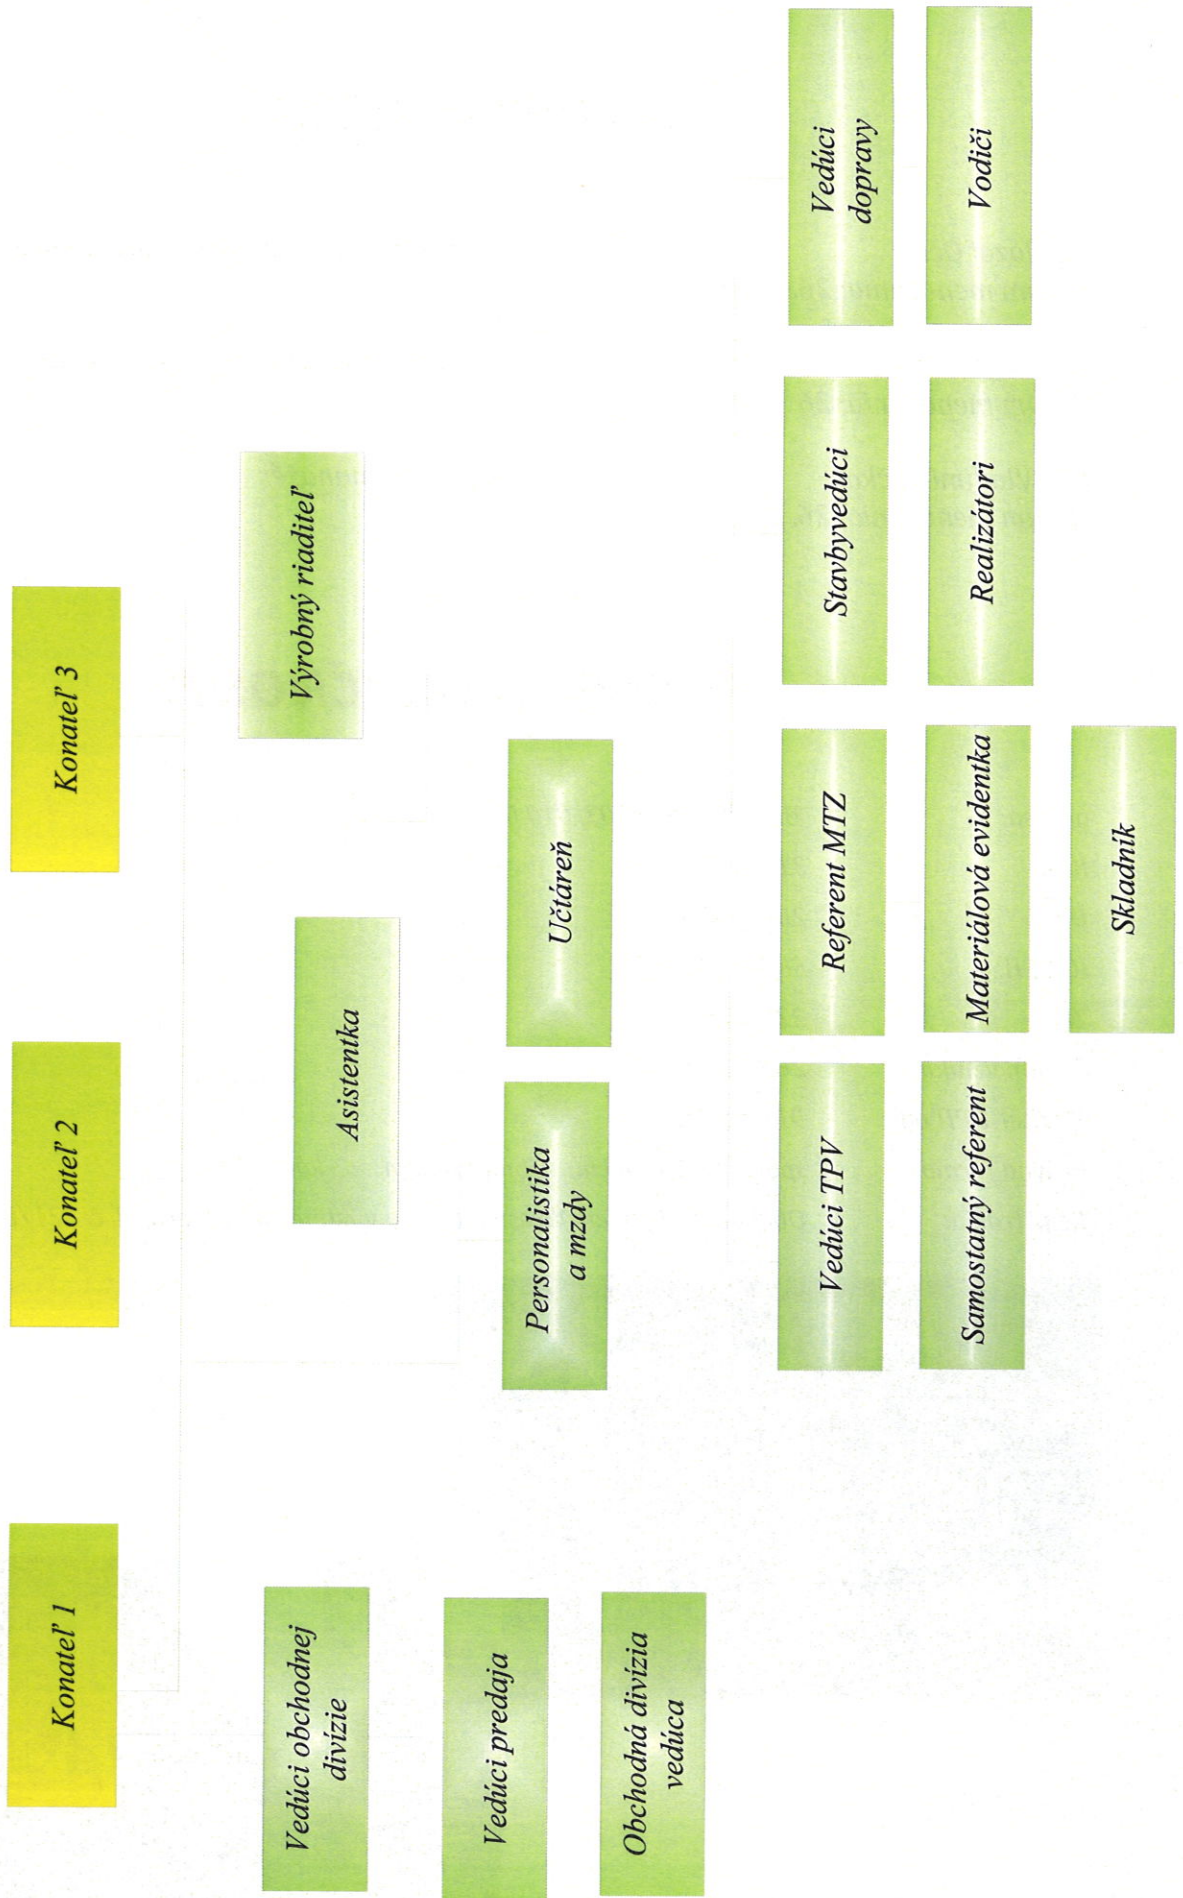 Konateľ 1
Konateľ 2
Konateľ 3
Vedúci obchodnej
divízie
Asistentka
Výrobný riaditeľ
Vedúci predaja
Obchodná divízia
vedúca
Personalistika
a mzdy
Učtáreň
Vedúci TPV
Referent MTZ
Stavbyvedúci
Vedúci
dopravy
Samostatný referent
Materiálová evidentka
Realizátori
Vodiči
Skladník